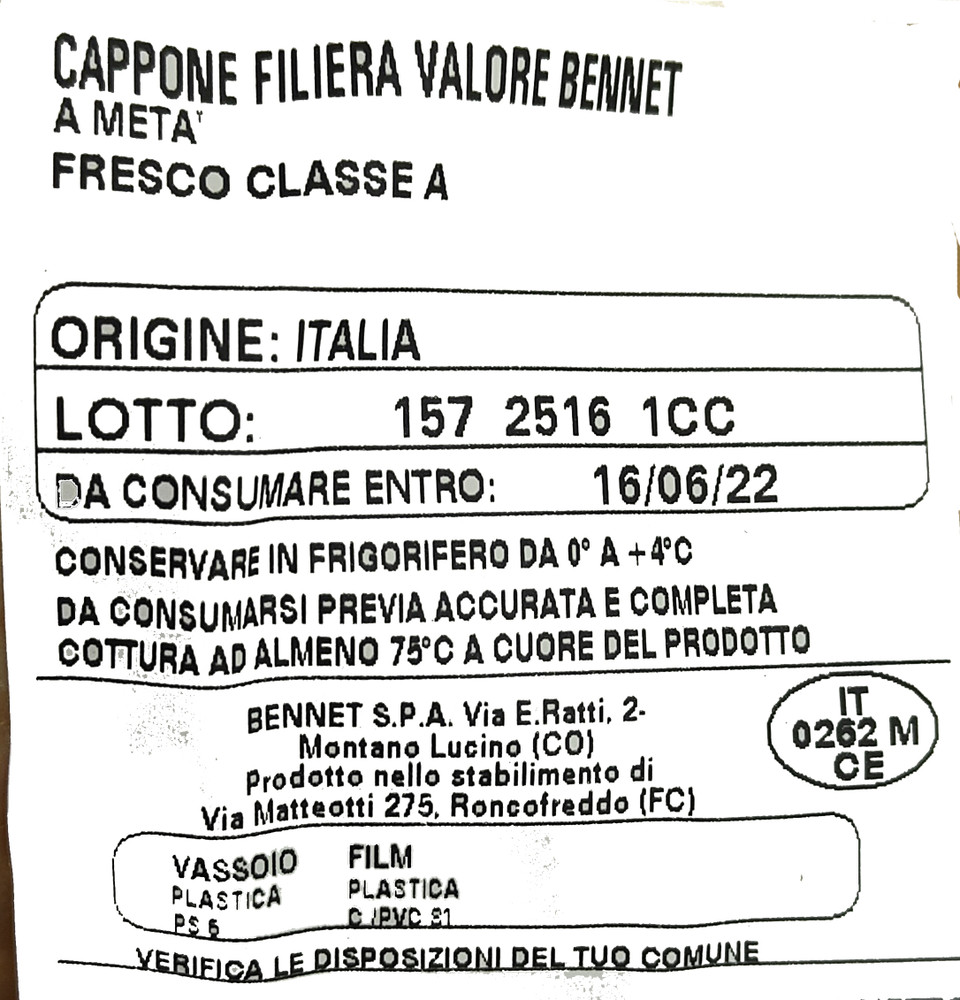 CAPPONE FILIERA VALORE BENNET
A META'
FRESCO CLASSE A
ORIGINE: ITALIA
LOTTO: 157 2516 1CC
DA CONSUMARE ENTRO: 16/06/22
CONSERVARE IN FRIGORIFERO DA 0° A +4°C
DA CONSUMARSI PREVIA ACCURATA E COMPLETA
COTTURA AD ALMENO 75°C A CUORE DEL PRODOTTO
BENNET S.P.A. Via E.Ratti, 2-
Montano Lucino (CO)
Prodotto nello stabilimento di
Via Matteotti 275, Roncofreddo (FC)
IT
0262 M
CE
VASSOIO FILM
PLASTICA PLASTICA
PS 6 C/PVC
VERIFICA LE DISPOSIZIONI DEL TUO COMUNE